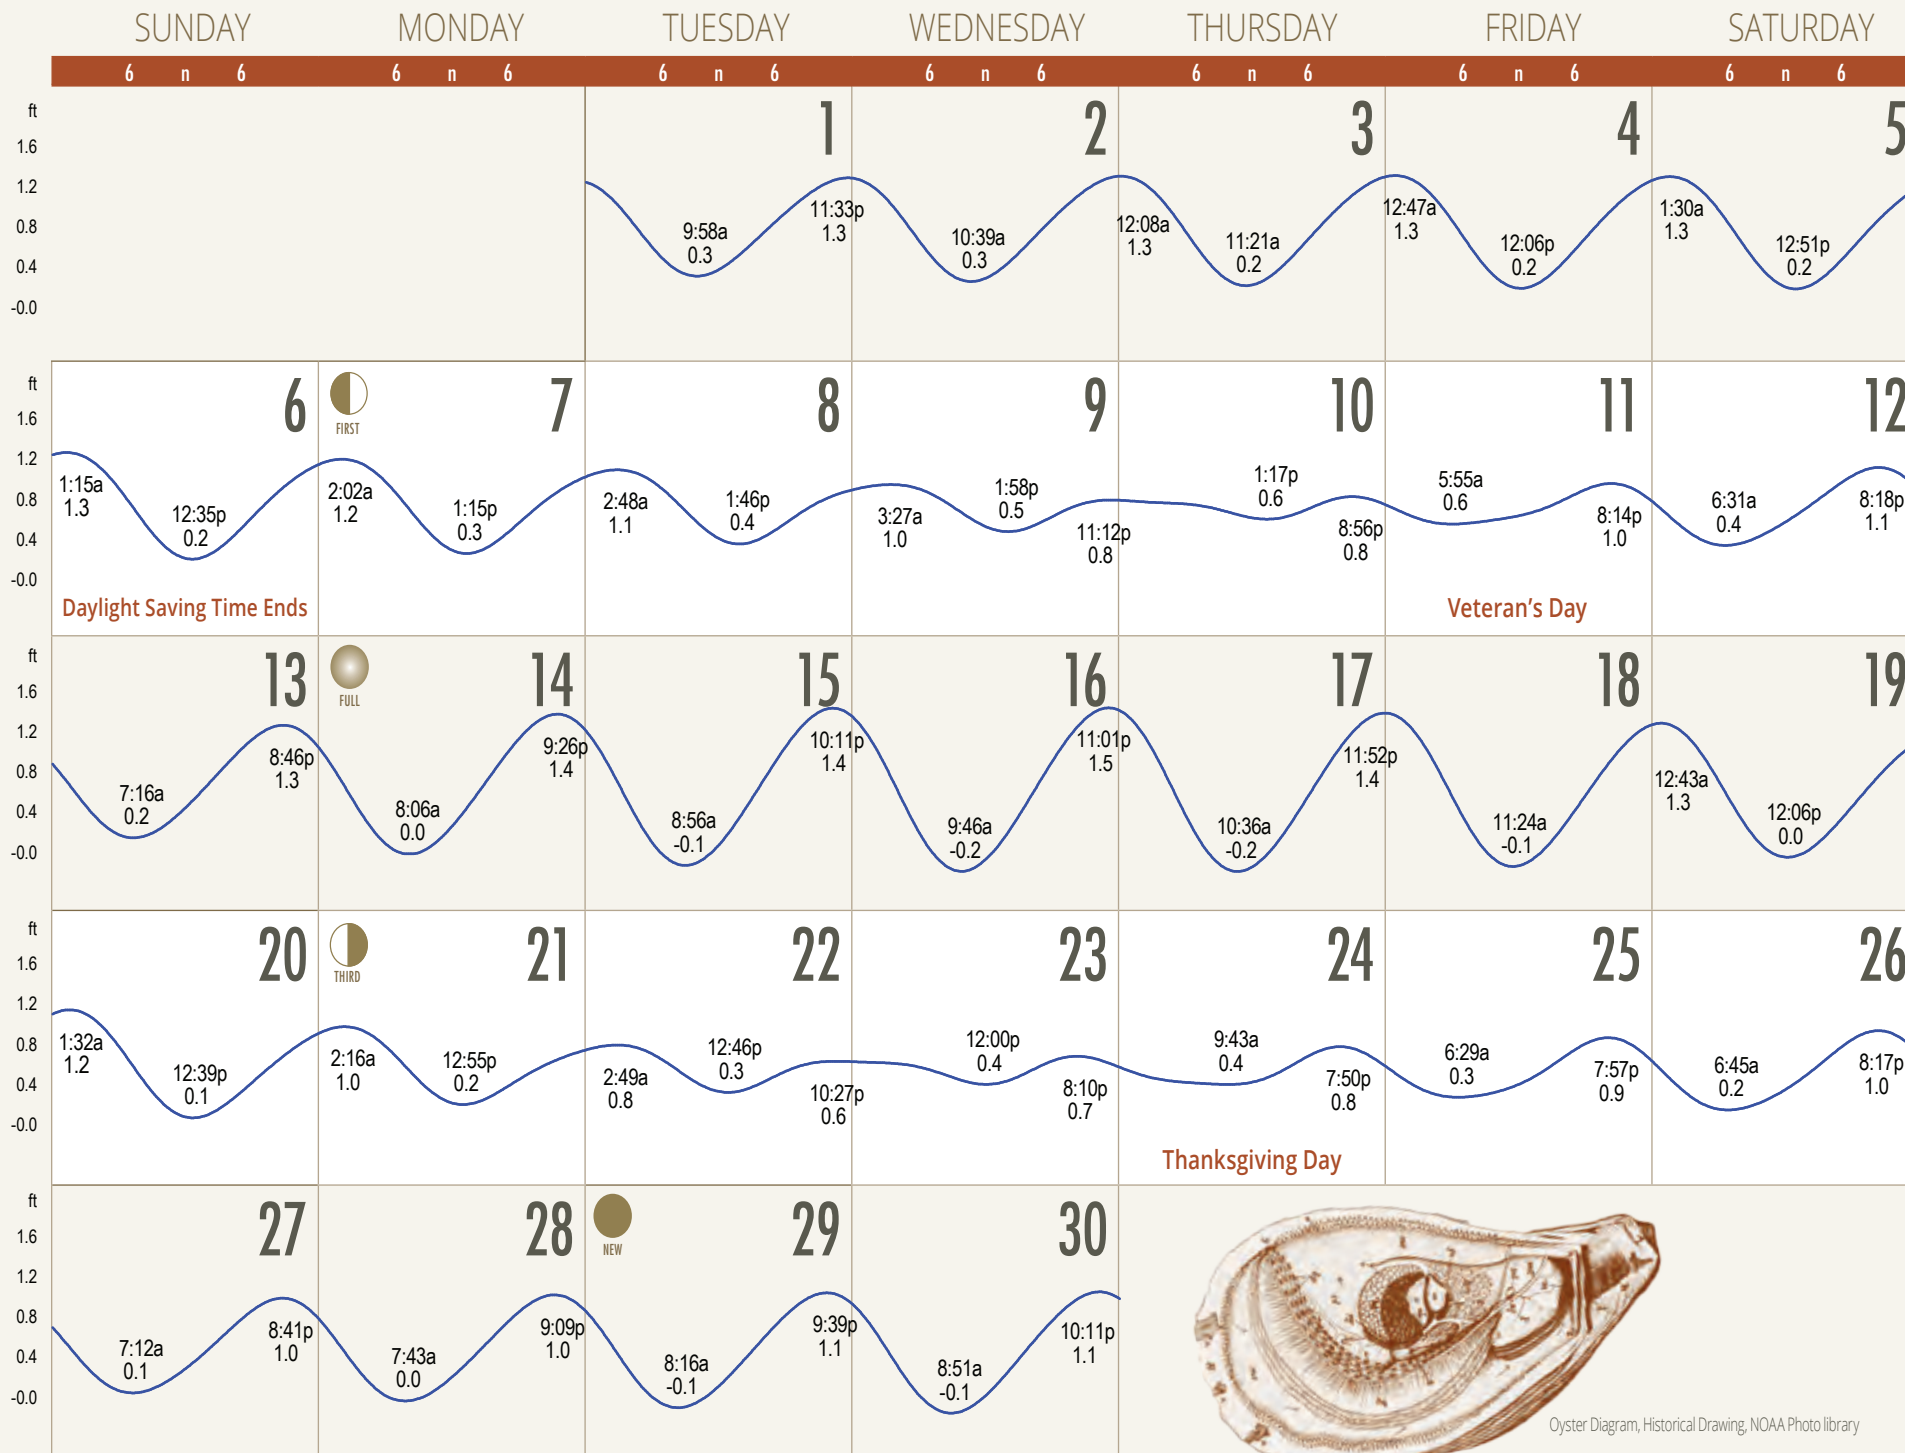 SUNDAY MONDAY TUESDAY WEDNESDAY THURSDAY FRIDAY SATURDAY
6 n 6 6 n 6 6 n 6 6 n 6 6 n 6 6 n 6 6 n 6
ft
1.6
1.2
0.8
0.4
-0.0
1
9:58a
0.3
11:33p
1.3
2
10:39a
0.3
3
12:08a
1.3
11:21a
0.2
4
12:47a
1.3
12:06p
0.2
5
1:30a
1.3
12:51p
0.2
ft
1.6
1.2
0.8
0.4
-0.0
6
1:15a
1.3
12:35p
0.2
Daylight Saving Time Ends
FIRST
7
2:02a
1.2
1:15p
0.3
8
2:48a
1.1
1:46p
0.4
9
3:27a
1.0
1:58p
0.5
11:12p
0.8
10
1:17p
0.6
8:56p
0.8
11
5:55a
0.6
8:14p
1.0
Veteran's Day
12
6:31a
0.4
8:18p
1.1
ft
1.6
1.2
0.8
0.4
-0.0
13
7:16a
0.2
8:46p
1.3
FULL
14
8:06a
0.0
9:26p
1.4
15
8:56a
-0.1
10:11p
1.4
16
9:46a
-0.2
11:01p
1.5
17
10:36a
-0.2
11:52p
1.4
18
11:24a
-0.1
19
12:43a
1.3
12:06p
0.0
ft
1.6
1.2
0.8
0.4
-0.0
20
1:32a
1.2
12:39p
0.1
THIRD
21
2:16a
1.0
12:55p
0.2
22
2:49a
0.8
12:46p
0.3
10:27p
0.6
23
12:00p
0.4
8:10p
0.7
24
9:43a
0.4
7:50p
0.8
Thanksgiving Day
25
6:29a
0.3
7:57p
0.9
26
6:45a
0.2
8:17p
1.0
ft
1.6
1.2
0.8
0.4
-0.0
27
7:12a
0.1
8:41p
1.0
28
7:43a
0.0
9:09p
1.0
NEW
29
8:16a
-0.1
9:39p
1.1
30
8:51a
-0.1
10:11p
1.1
Oyster Diagram, Historical Drawing, NOAA Photo library